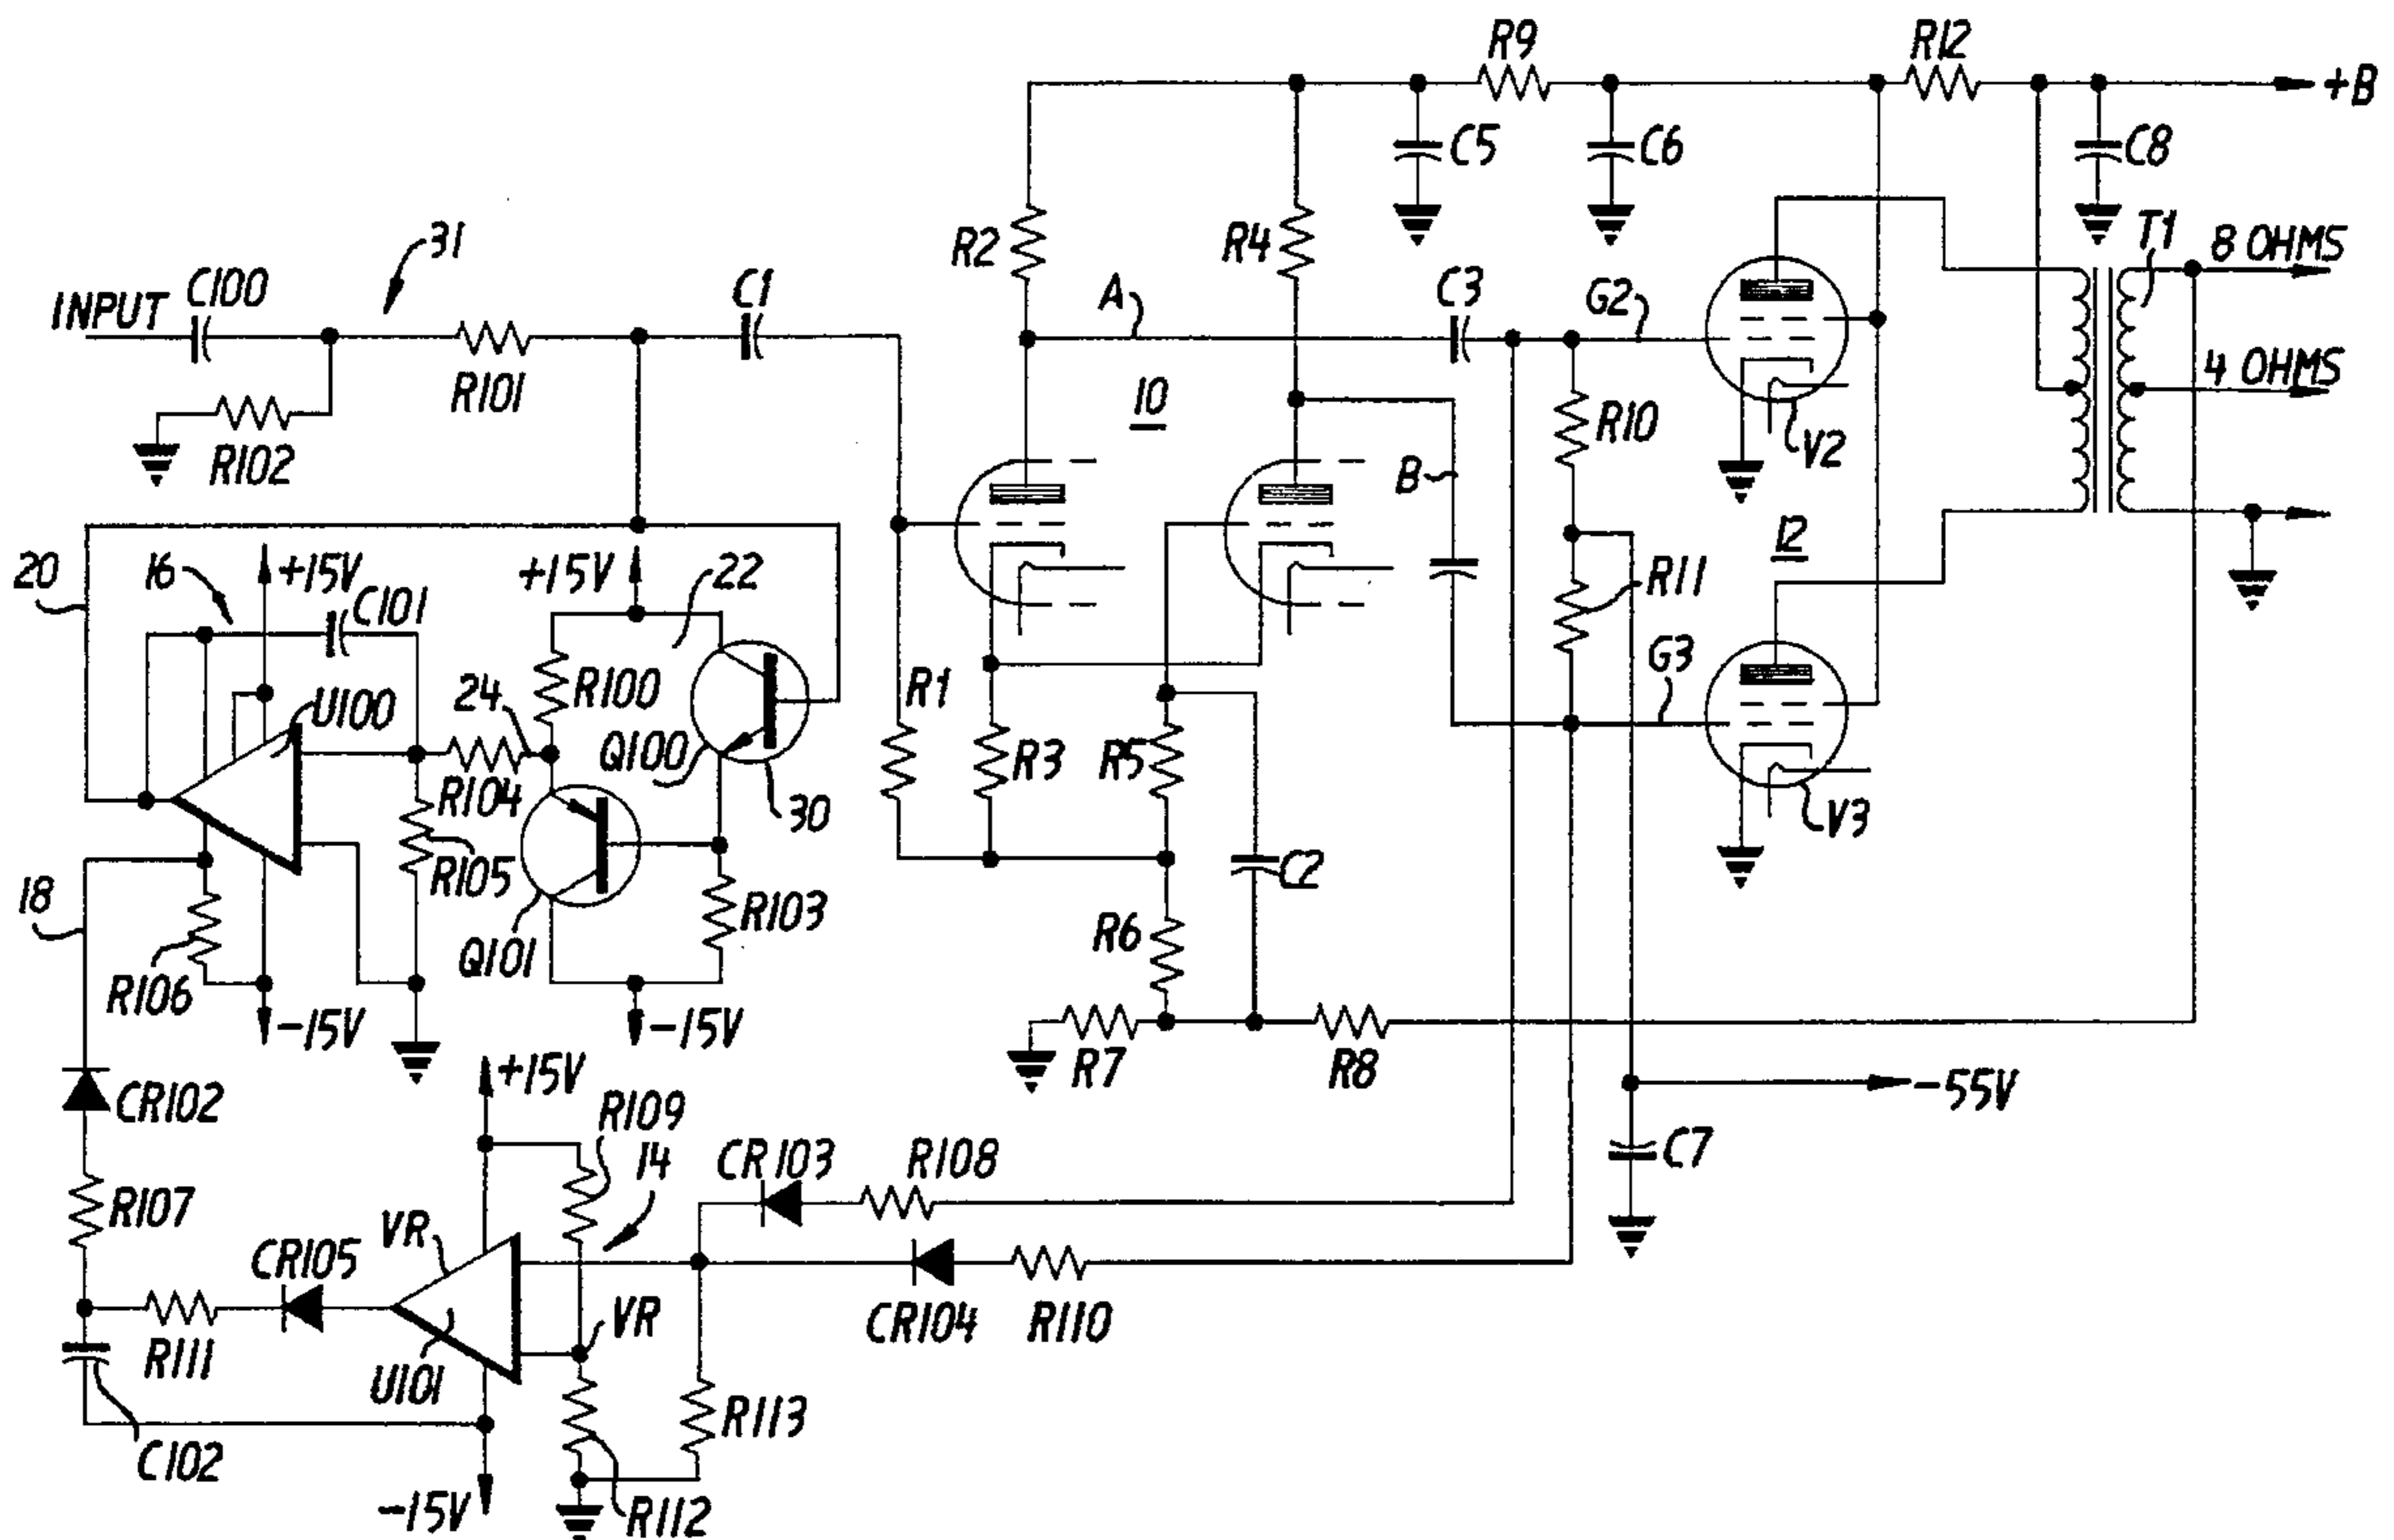 R9
R12
+B
C5
C6
C8
T1
8 OHMS
4 OHMS
31
INPUT
C100
R101
R102
C1
R2
R4
A
C3
G2
10
B
R10
V2
12
R11
G3
V3
20
16
+15V
C101
+15V
22
U100
R100
24
Q100
30
R104
R105
R1
R3
R5
C2
18
R106
Q101
R103
R6
-15V
-15V
R7
R8
-55V
C7
CR102
+15V
R109
14
CR103
R108
R107
VR
CR105
CR104
R110
VR
R111
U101
R113
C102
-15V
R112